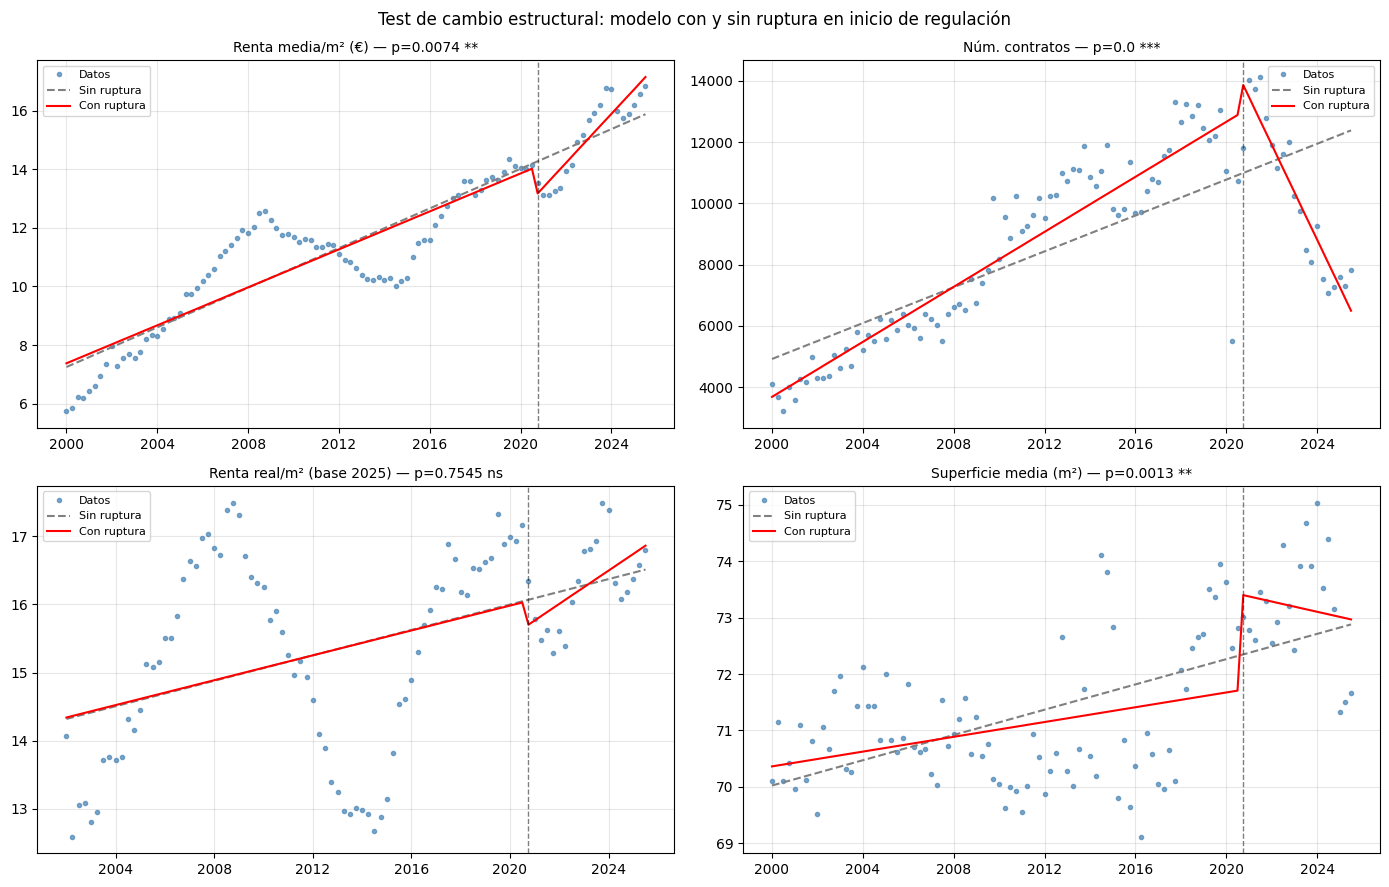 Test de cambio estructural: modelo con y sin ruptura en inicio de regulación
Renta media/m² (€) — p=0.0074 **
Datos
Sin ruptura
Con ruptura
16
14
12
10
8
6
2000 2004 2008 2012 2016 2020 2024
Núm. contratos — p=0.0 ***
Datos
Sin ruptura
Con ruptura
14000
12000
10000
8000
6000
4000
2000 2004 2008 2012 2016 2020 2024
Renta real/m² (base 2025) — p=0.7545 ns
Datos
Sin ruptura
Con ruptura
17
16
15
14
13
2004 2008 2012 2016 2020 2024
Superficie media (m²) — p=0.0013 **
Datos
Sin ruptura
Con ruptura
75
74
73
72
71
70
69
2000 2004 2008 2012 2016 2020 2024